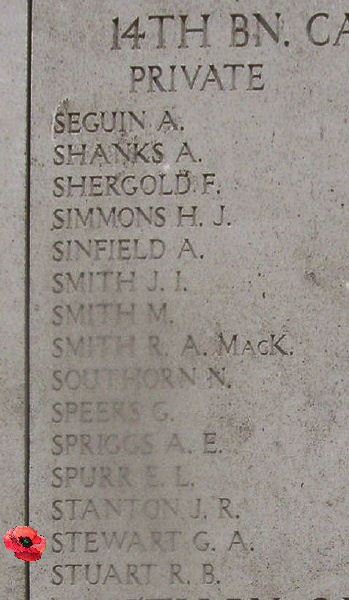 14TH BN. CA
PRIVATE
SEGUIN A.
SHANKS A.
SHERGOLD F.
SIMMONS H. J.
SINFIELD A.
SMITH J. I.
SMITH M.
SMITH R. A. MacK.
SOUTHORN N.
SPEERS G.
SPRIGGS A. E.
SPURR E. L.
STANTON J. R.
STEWART G. A.
STUART R. B.